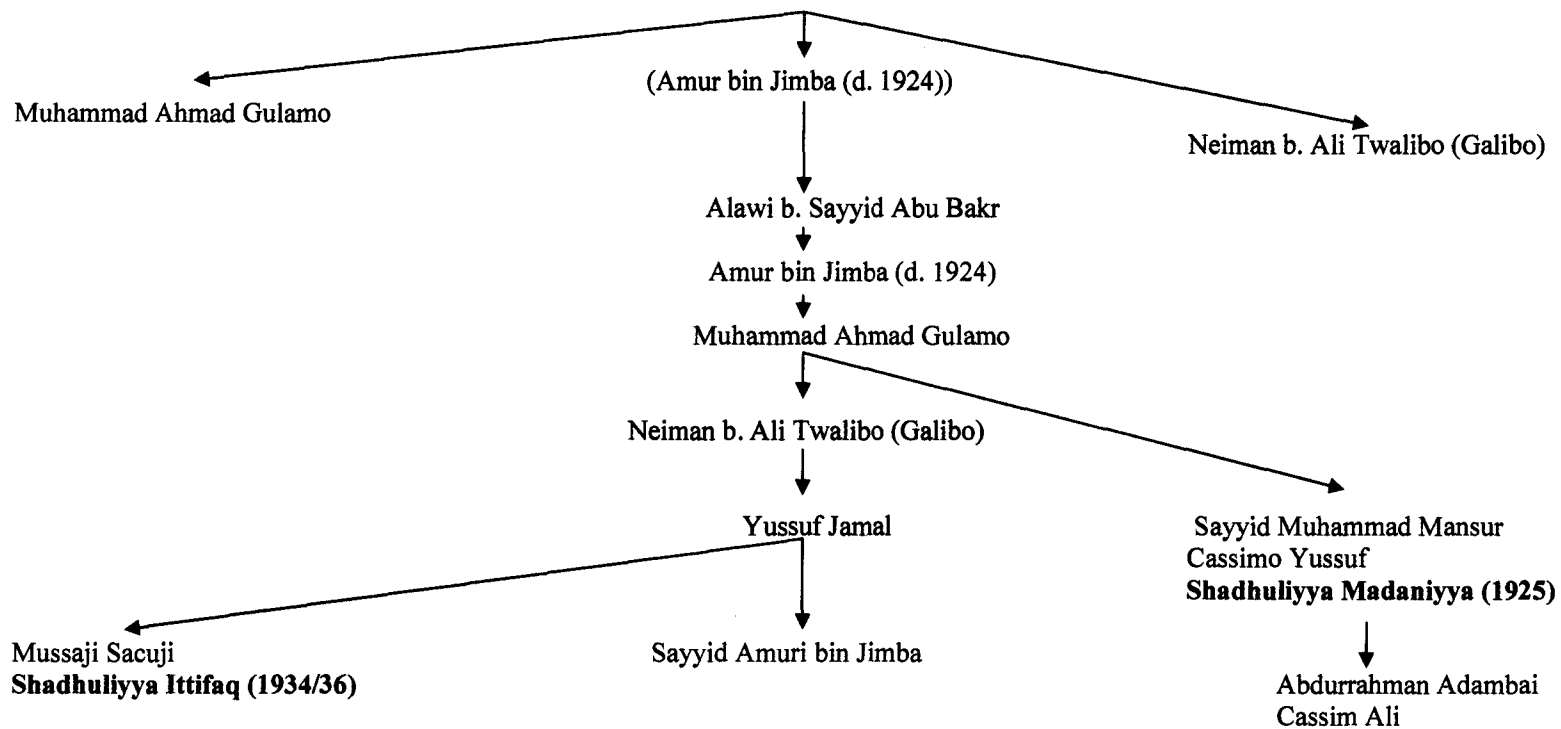 (Amur bin Jimba (d. 1924))
Muhammad Ahmad Gulamo
Neiman b. Ali Twalibo (Galibo)
Alawi b. Sayyid Abu Bakr
Amur bin Jimba (d. 1924)
Muhammad Ahmad Gulamo
Neiman b. Ali Twalibo (Galibo)
Yussuf Jamal
Sayyid Muhammad Mansur
Cassimo Yussuf
Shadhuliyya Madaniyya (1925)
Mussaji Sacuji
Shadhuliyya Ittifaq (1934/36)
Sayyid Amuri bin Jimba
Abdurrahman Adambai
Cassim Ali